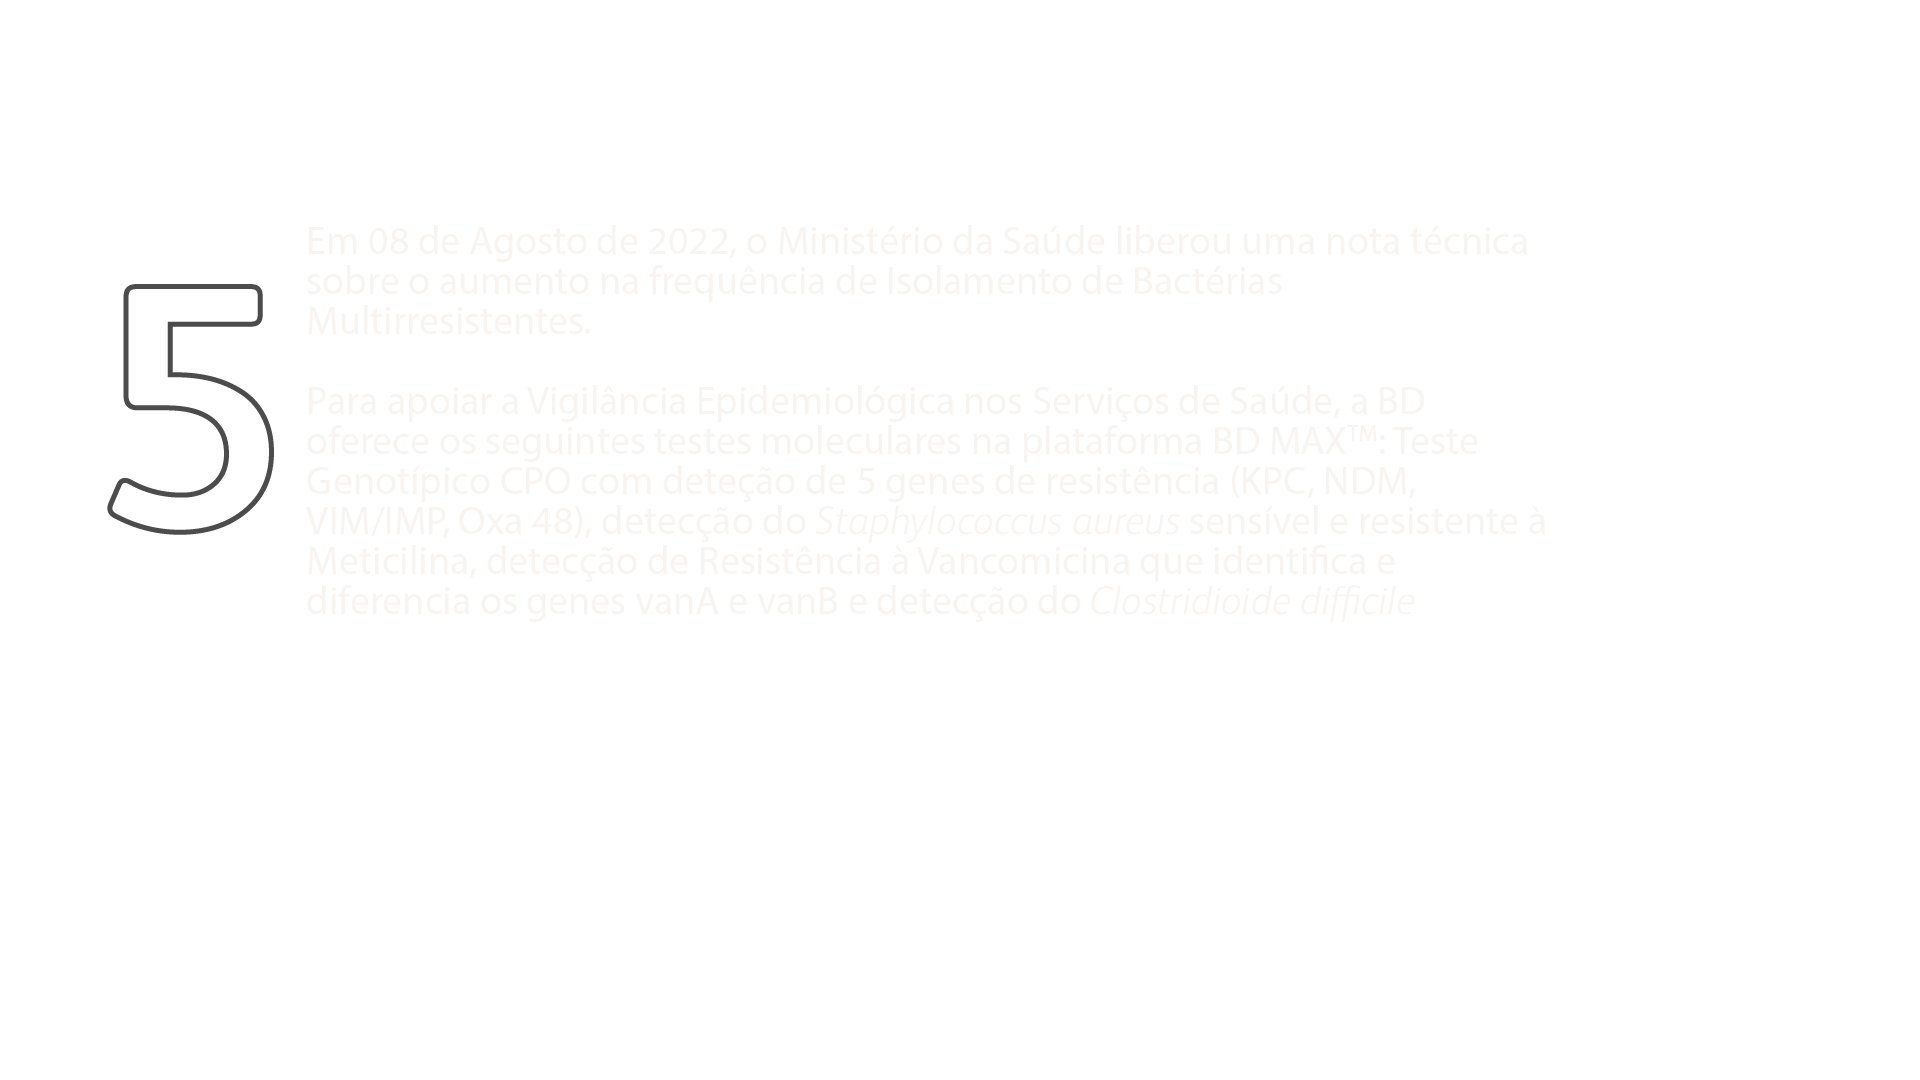 5
Em 08 de Agosto de 2022, o Ministério da Saúde liberou uma nota técnica
sobre o aumento na frequência de Isolamento de Bactérias
Multirresistentes.
Para apoiar a Vigilância Epidemiológica nos Serviços de Saúde, a BD
oferece os seguintes testes moleculares na plataforma BD MAX™: Teste
Genotípico CPO com deteção de 5 genes de resistência (KPC, NDM,
VIM/IMP, Oxa 48), detecção do Staphylococcus aureus sensível e resistente à
Meticilina, detecção de Resistência à Vancomicina que identifica e
diferencia os genes vanA e vanB e detecção do Clostridioide difficile